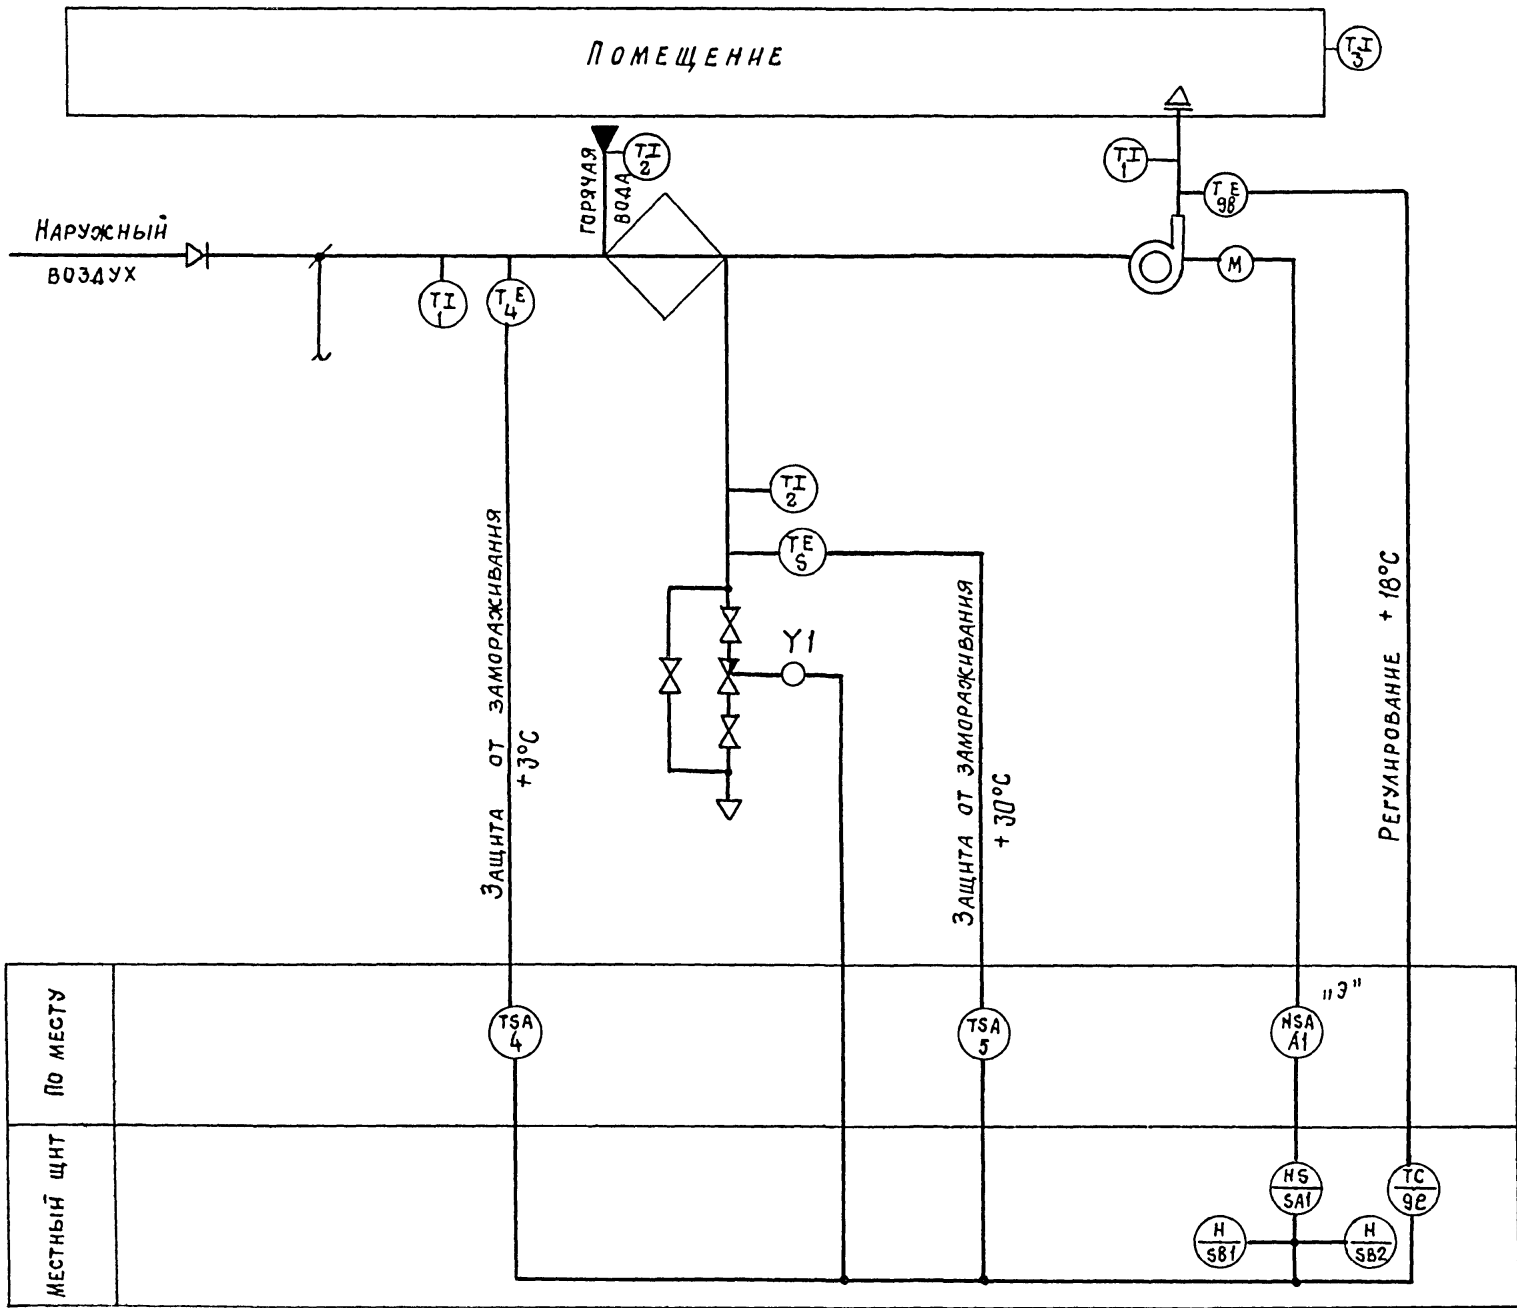 ПОМЕЩЕНИЕ
TI
3
ГОРЯЧАЯ
ВОДА
TI
2
TI
1
TE
9В
НАРУЖНЫЙ
ВОЗДУХ
TI
1
TE
4
M
TI
2
TE
5
Y1
ЗАЩИТА ОТ ЗАМОРАЖИВАНИЯ
+3°C
ЗАЩИТА ОТ ЗАМОРАЖИВАНИЯ
+30°C
РЕГУЛИРОВАНИЕ +18°C
ПО МЕСТУ
TSA
4
TSA
5
NSA
A1
"Э"
МЕСТНЫЙ ЩИТ
HS
SA1
TC
9г
H
SB1
H
SB2